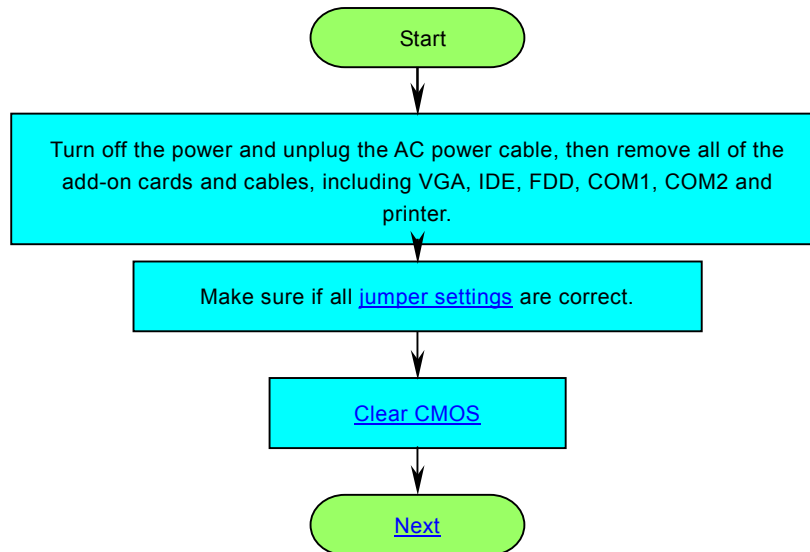 Start
Turn off the power and unplug the AC power cable, then remove all of the
add-on cards and cables, including VGA, IDE, FDD, COM1, COM2 and
printer.
Make sure if all jumper settings are correct.
Clear CMOS
Next